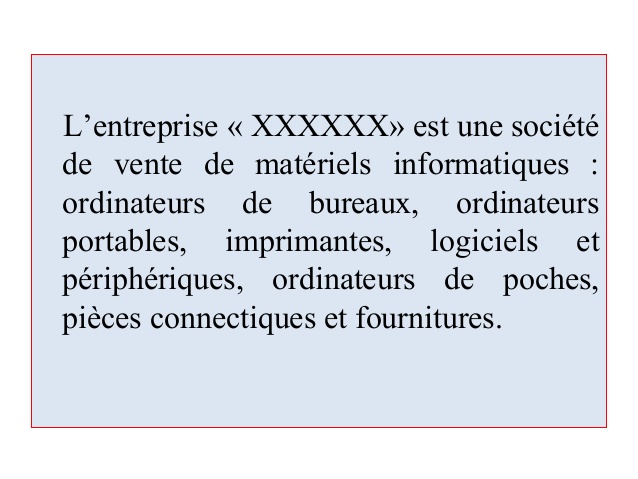 L’entreprise « XXXXXX» est une société
de vente de matériels informatiques :
ordinateurs de bureaux, ordinateurs
portables, imprimantes, logiciels et
périphériques, ordinateurs de poches,
pièces connectiques et fournitures.